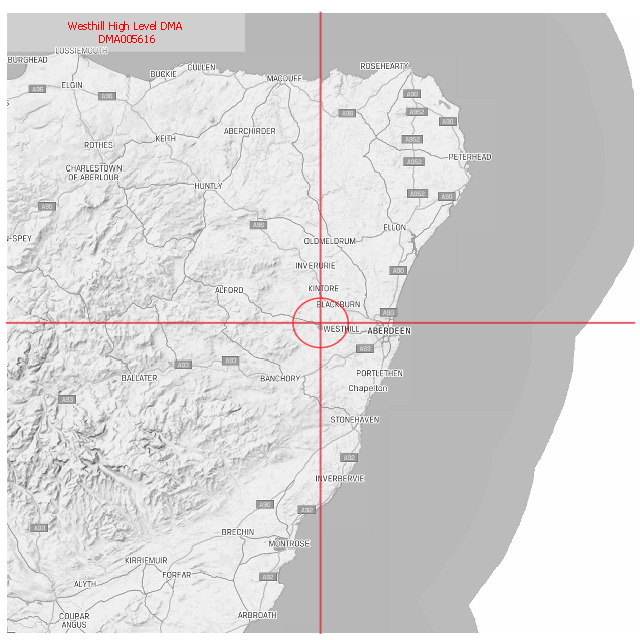 Westhill High Level DMA
DMA005616
LOSSIEMOUTH
BURGHEAD
CULLEN
ROSEHEARTY
BUCKIE
MACDUFF
ELGIN
A96
A96
A90
A98
A952
A90
ABERCHIRDER
KEITH
A952
ROTHES
PETERHEAD
A952
CHARLESTOWN
OF ABERLOUR
HUNTLY
A952
A90
A95
A96
ELLON
N-SPEY
OLDMELDRUM
INVERURIE
A90
ALFORD
KINTORE
BLACKBURN
A90
WESTHILL
ABERDEEN
A93
A93
A93
BALLATER
BANCHORY
PORTLETHEN
Chapelton
A93
STONEHAVEN
A92
INVERBERVIE
A90
A92
A93
BRECHIN
MONTROSE
KIRRIEMUIR
FORFAR
A92
ALYTH
COUPAR
ANGUS
ARBROATH